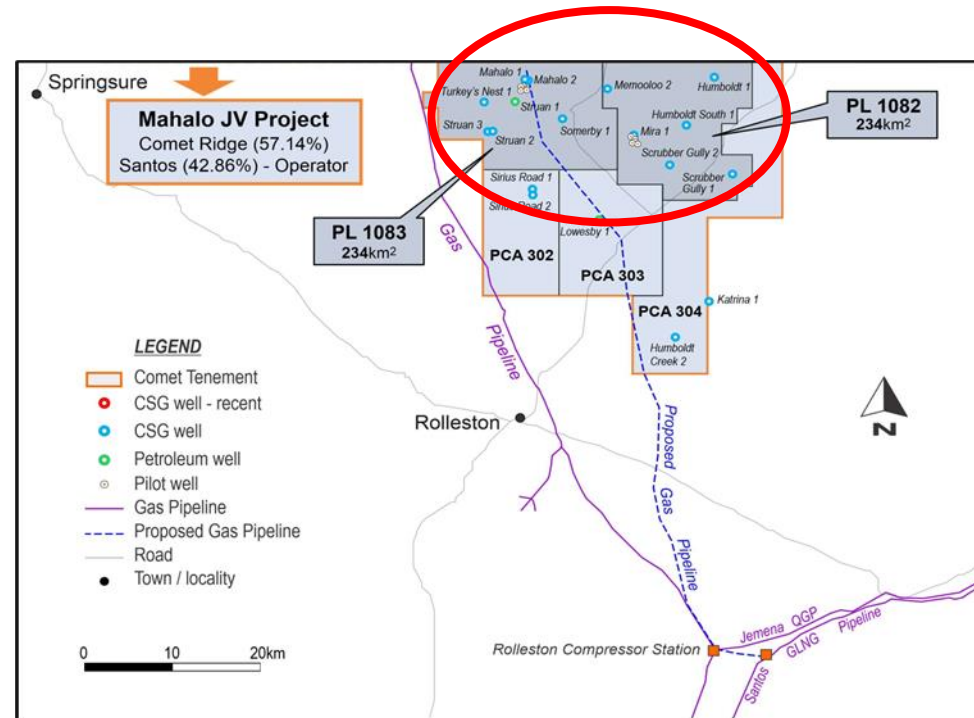 Springsure
Mahalo JV Project
Comet Ridge (57.14%)
Santos (42.86%) - Operator
Mahalo 1
Mahalo 2
Turkey's Nest 1
Struan 1
Struan 3
Struan 2
Somerby 1
Memooloo 2
Humboldt 1
Humboldt South 1
Mira 1
Scrubber Gully 2
Scrubber
Gully 1
PL 1082
234km²
PL 1083
234km²
Sirius Road 1
Sirius Road 2
Lowesby 1
PCA 302
PCA 303
PCA 304
Katrina 1
Humboldt
Creek 2
Gas
Pipeline
Rolleston
Proposed
Gas
Pipeline
N
LEGEND
Comet Tenement
CSG well - recent
CSG well
Petroleum well
Pilot well
Gas Pipeline
Proposed Gas Pipeline
Road
Town / locality
0 10 20km
Rolleston Compressor Station
Jemena QGP
Santos GLNG Pipeline